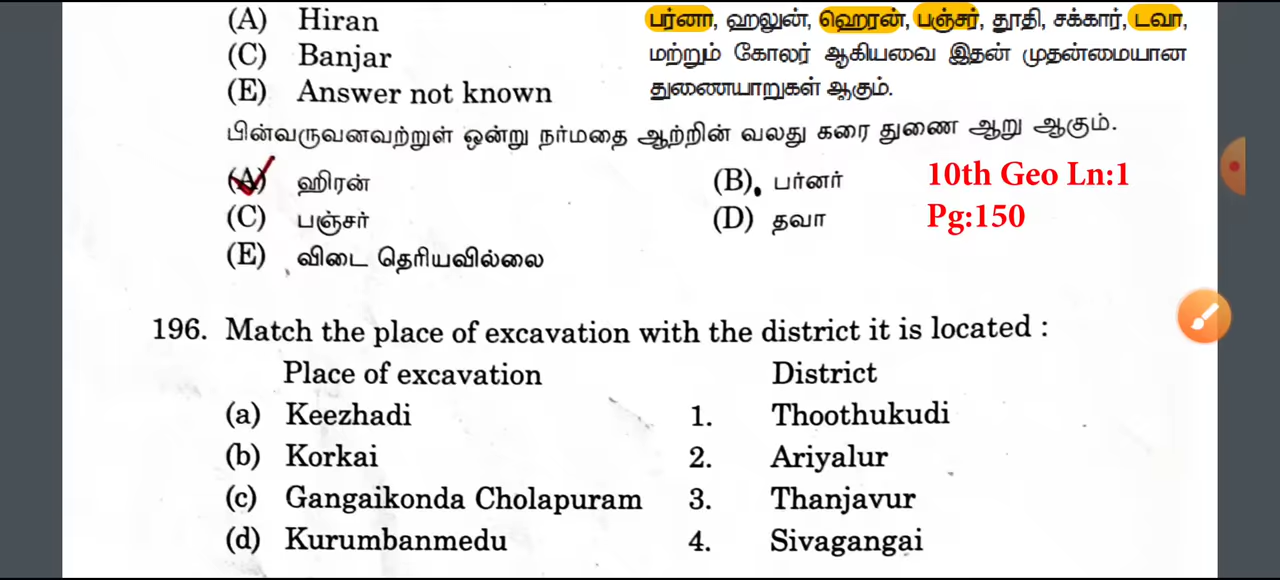 (A) Hiran
(C) Banjar
(E) Answer not known
பர்னா, ஹலுன், ஹெரன், பஞ்சர், தூதி, சக்கார், டவா,
மற்றும் கோலர் ஆகியவை இதன் முதன்மையான
துணையாறுகள் ஆகும்.
பின்வருவனவற்றுள் ஒன்று நர்மதை ஆற்றின் வலது கரை துணை ஆறு ஆகும்.
(A) ஹிரன் (B) பர்னர்
(C) பஞ்சர் (D) தவா
(E) விடை தெரியவில்லை
10th Geo Ln:1
Pg:150
196. Match the place of excavation with the district it is located :
Place of excavation District
(a) Keezhadi 1. Thoothukudi
(b) Korkai 2. Ariyalur
(c) Gangaikonda Cholapuram 3. Thanjavur
(d) Kurumbanmedu 4. Sivagangai